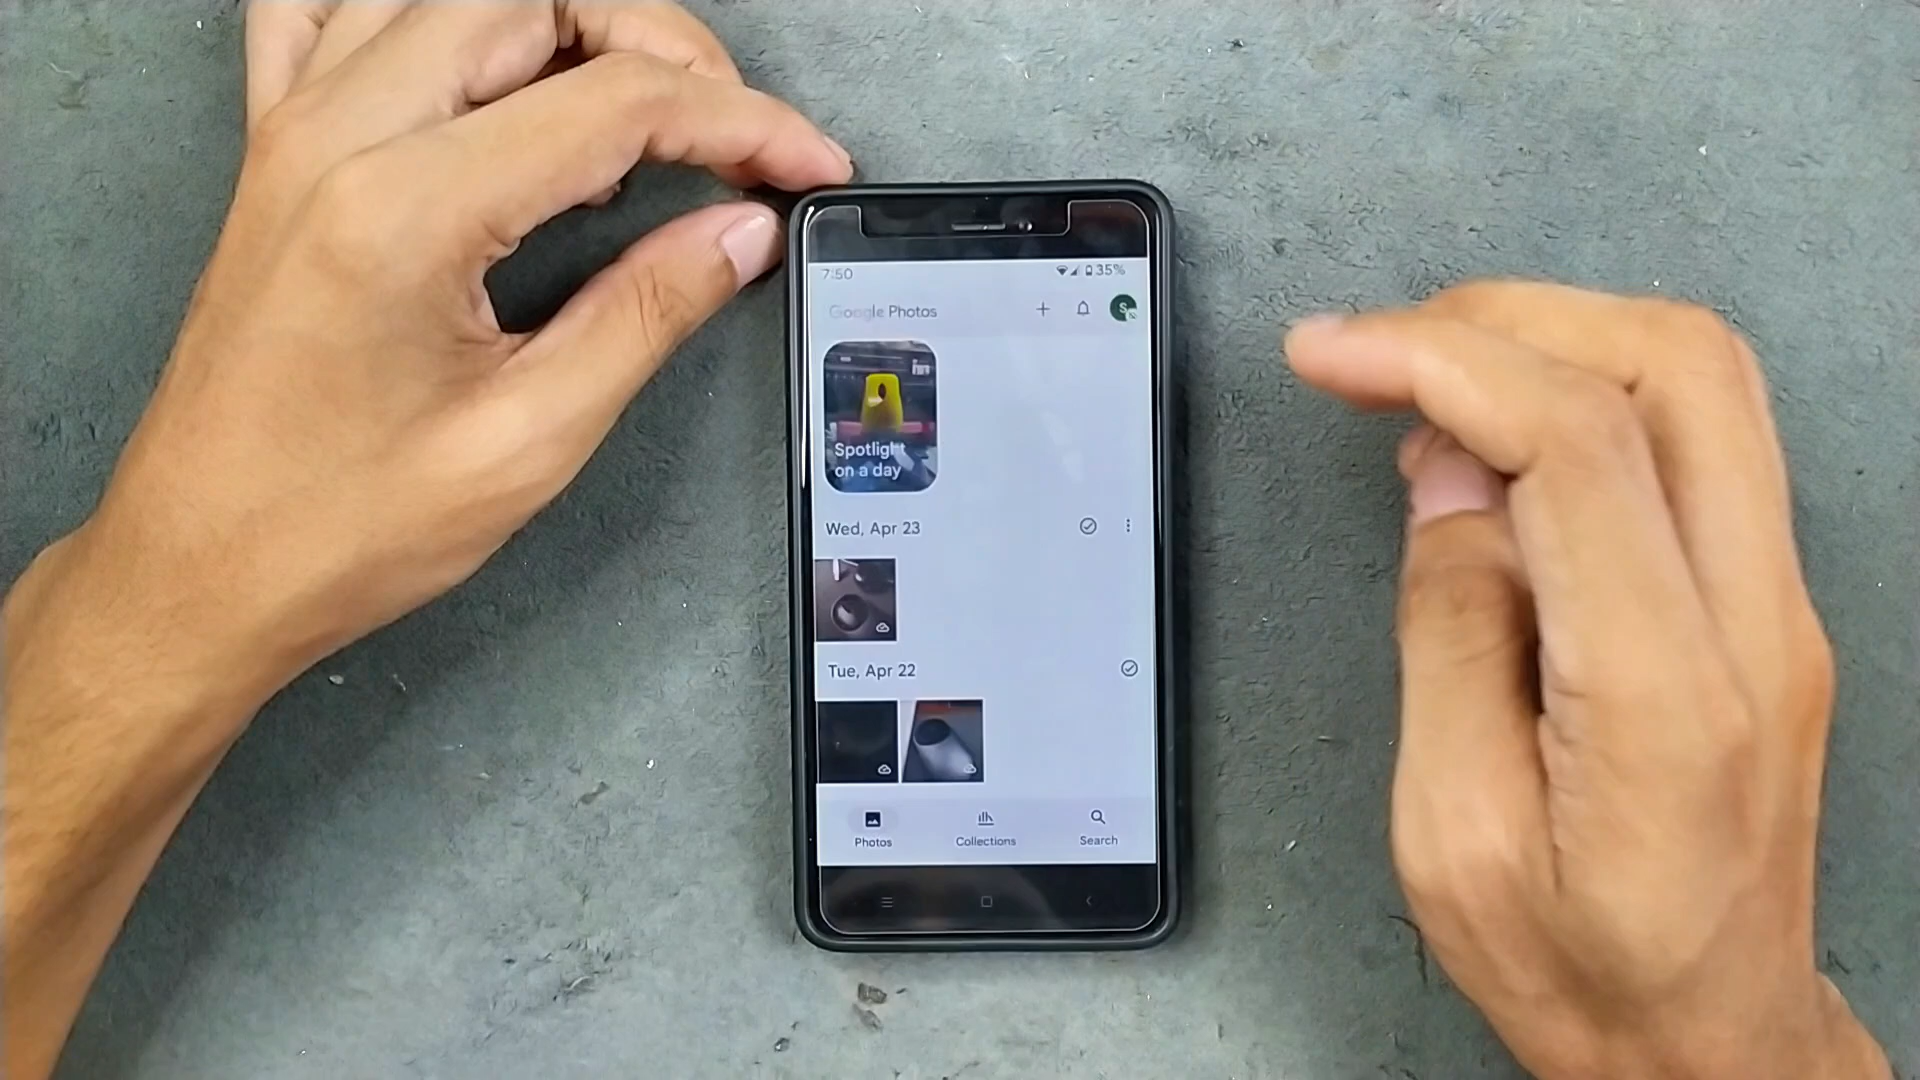 7:50 35%
Google Photos
S
Spotlight
on a day
Wed, Apr 23
Tue, Apr 22
Photos Collections Search